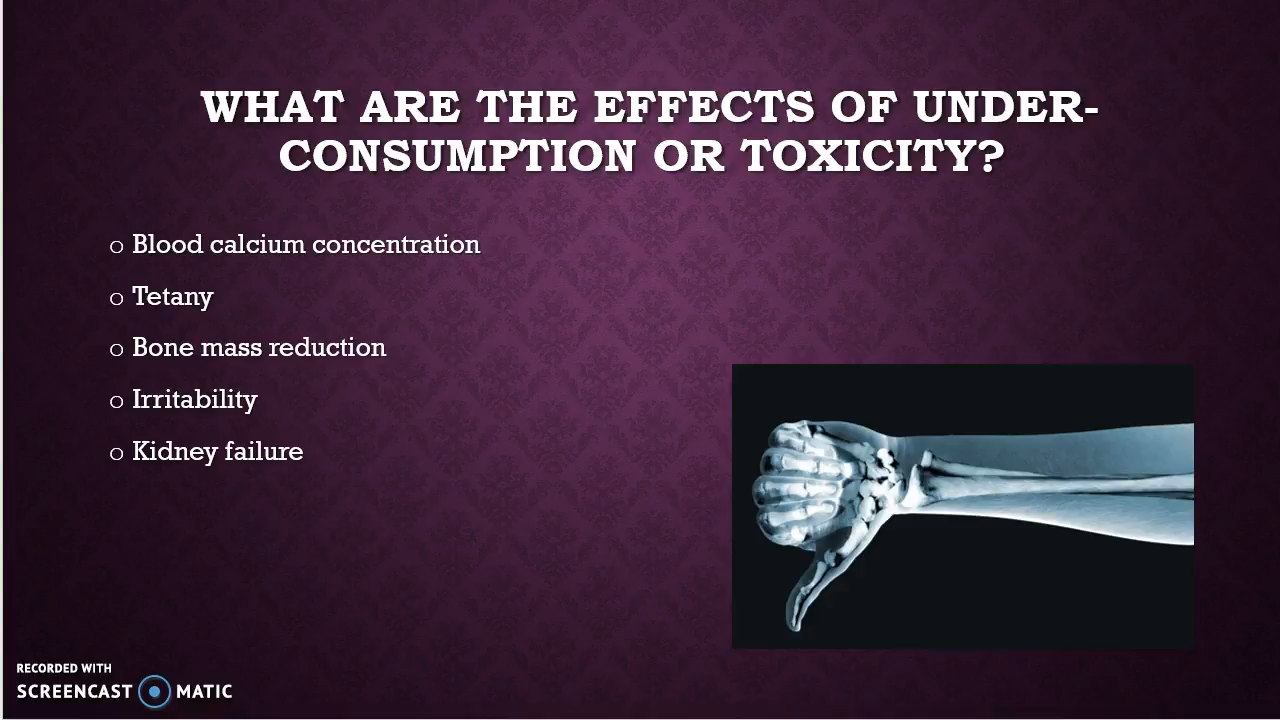 WHAT ARE THE EFFECTS OF UNDER-
CONSUMPTION OR TOXICITY?
o Blood calcium concentration
o Tetany
o Bone mass reduction
o Irritability
o Kidney failure
RECORDED WITH
SCREENCAST MATIC